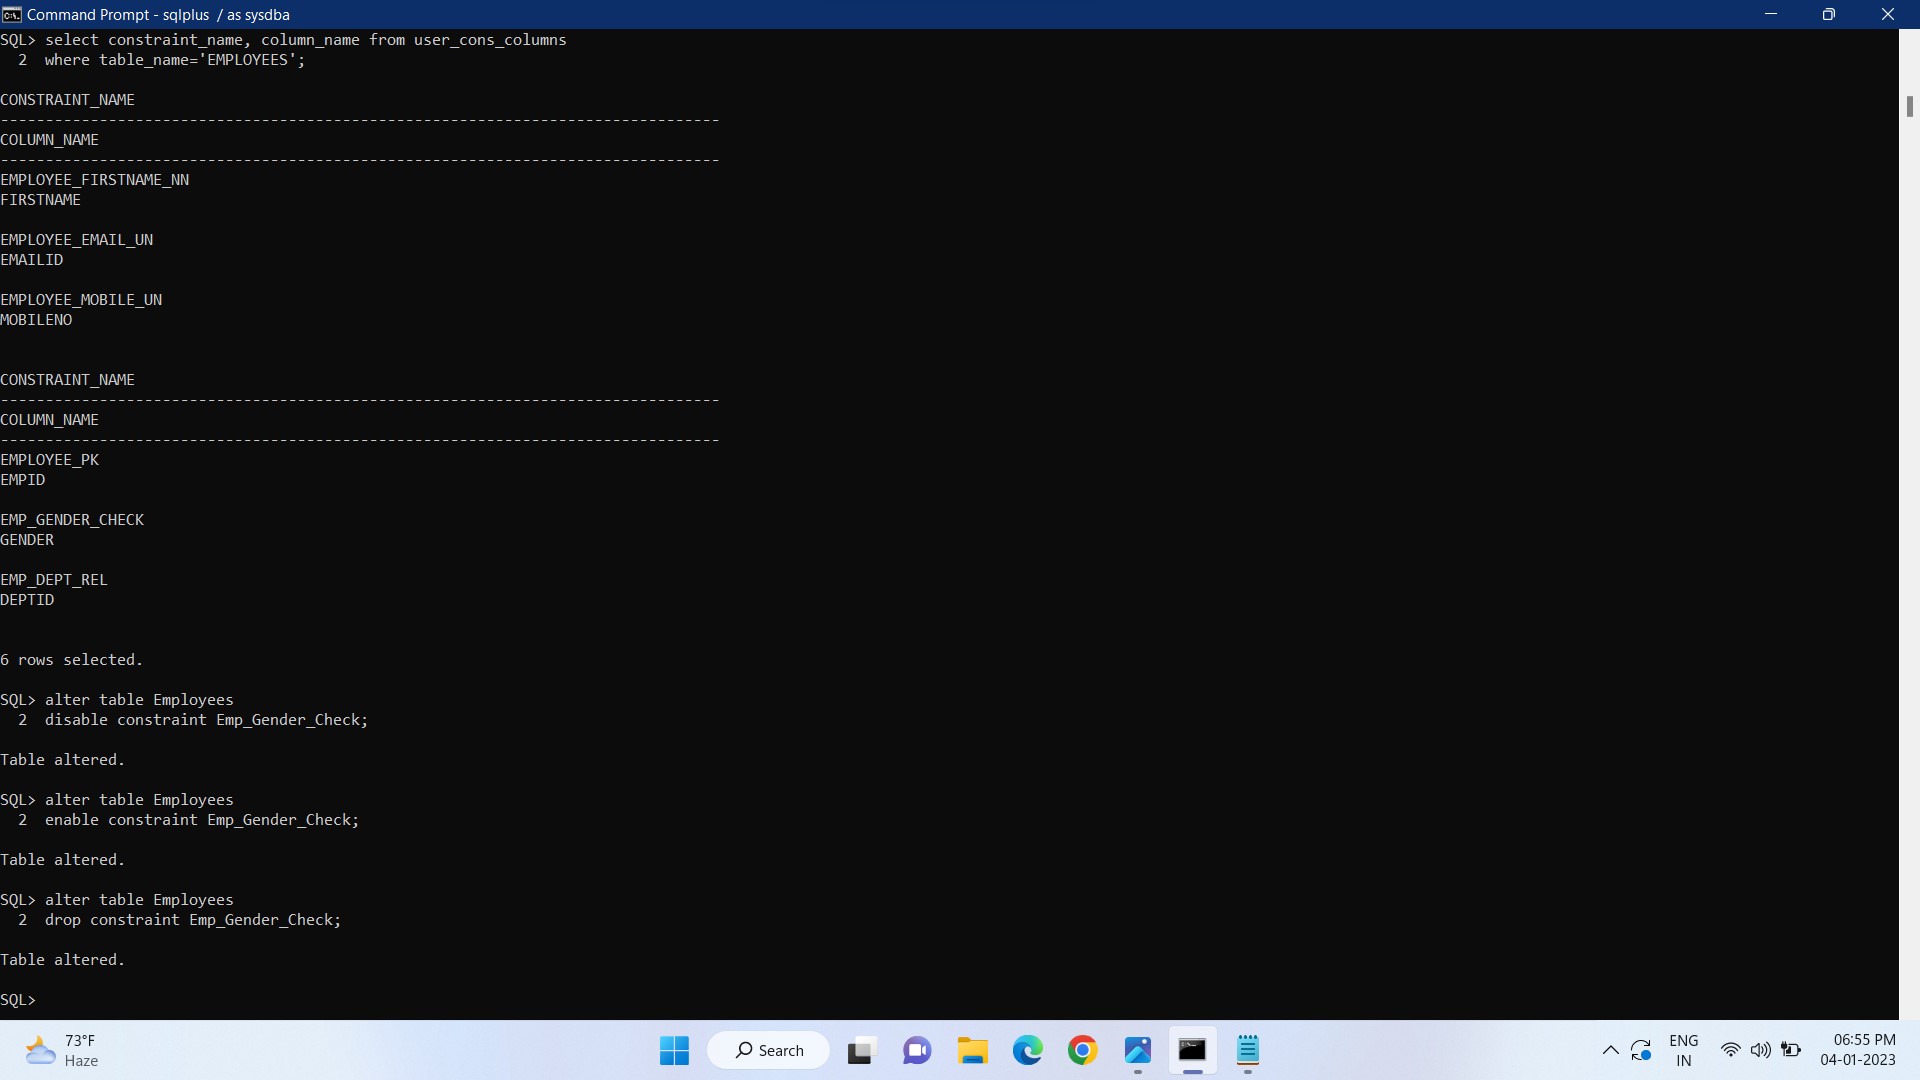 Command Prompt - sqlplus  / as sysdba
SQL> select constraint_name, column_name from user_cons_columns
  2  where table_name='EMPLOYEES';
CONSTRAINT_NAME
--------------------------------------------------------------------------------
COLUMN_NAME
--------------------------------------------------------------------------------
EMPLOYEE_FIRSTNAME_NN
FIRSTNAME
EMPLOYEE_EMAIL_UN
EMAILID
EMPLOYEE_MOBILE_UN
MOBILENO
CONSTRAINT_NAME
--------------------------------------------------------------------------------
COLUMN_NAME
--------------------------------------------------------------------------------
EMPLOYEE_PK
EMPID
EMP_GENDER_CHECK
GENDER
EMP_DEPT_REL
DEPTID
6 rows selected.
SQL> alter table Employees
  2  disable constraint Emp_Gender_Check;
Table altered.
SQL> alter table Employees
  2  enable constraint Emp_Gender_Check;
Table altered.
SQL> alter table Employees
  2  drop constraint Emp_Gender_Check;
Table altered.
SQL>
73°F
Haze
Search
ENG
IN
06:55 PM
04-01-2023